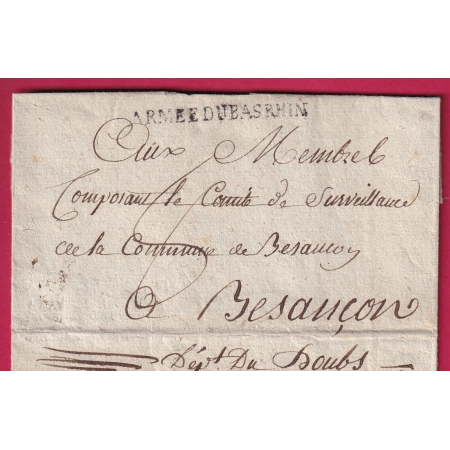 ARMEE DU BAS RHIN
Aux Membres
Composant le Comité de Surveillance
de la Commune de Besançon
A Besançon
Dépt. Du Doubs